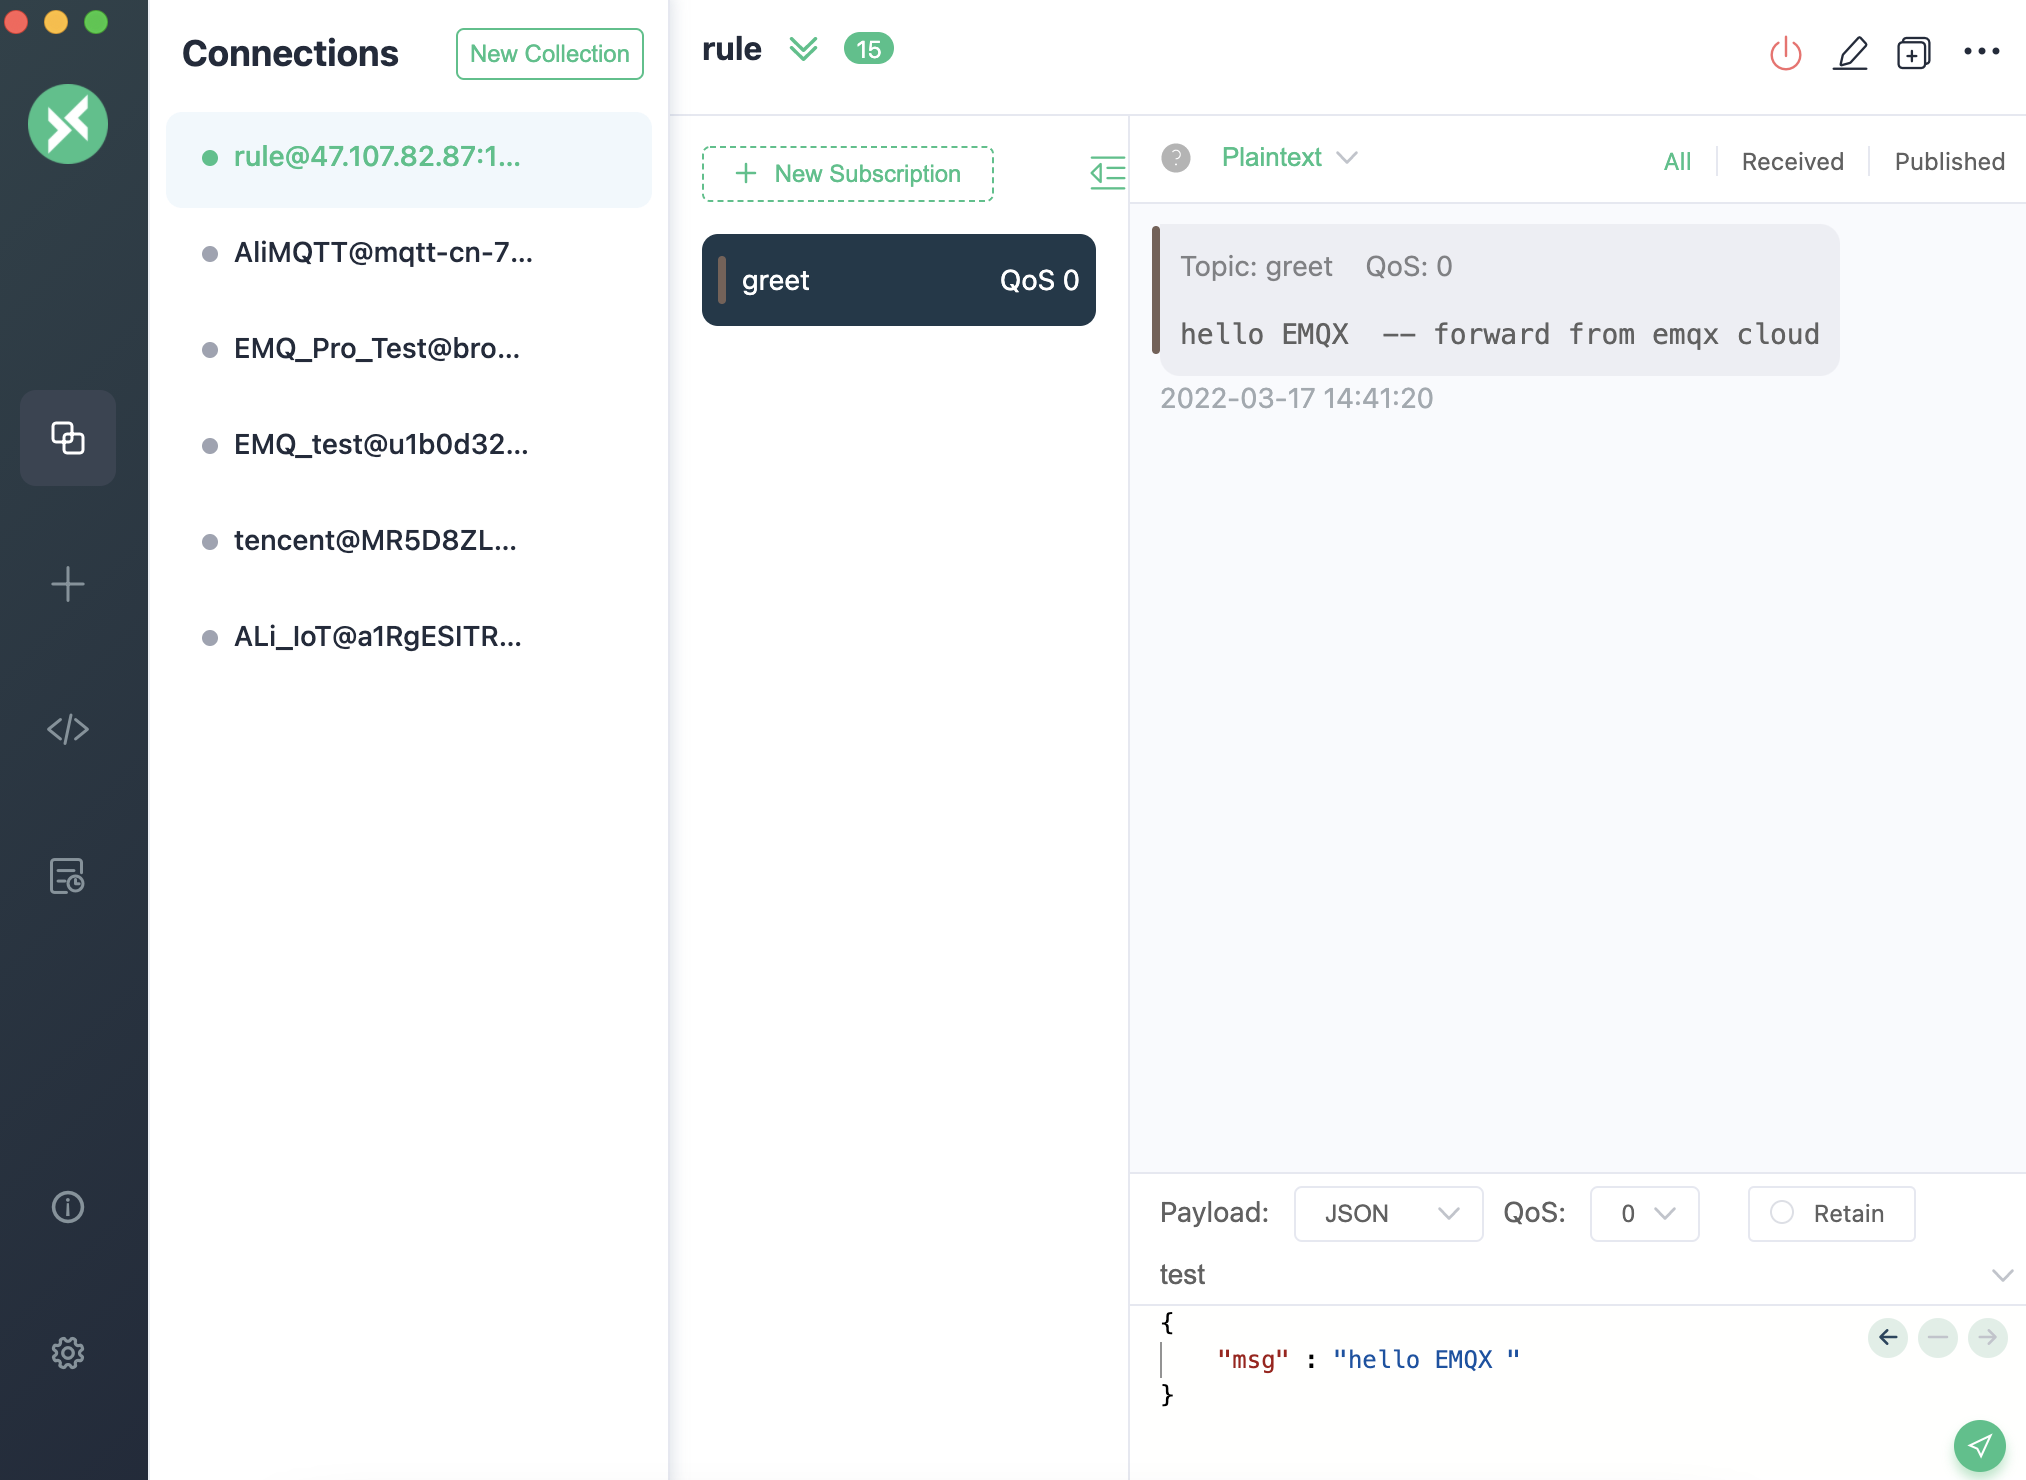 Connections
New Collection
rule@47.107.82.87:1...
AliMQTT@mqtt-cn-7...
EMQ_Pro_Test@bro...
EMQ_test@u1b0d32...
tencent@MR5D8ZL...
ALi_IoT@a1RgESITR...
rule
15
+ New Subscription
greet QoS 0
?
Plaintext
All
Received
Published
Topic: greet QoS: 0
hello EMQX  -- forward from emqx cloud
2022-03-17 14:41:20
Payload: JSON QoS: 0 Retain
test
{
"msg" : "hello EMQX "
}